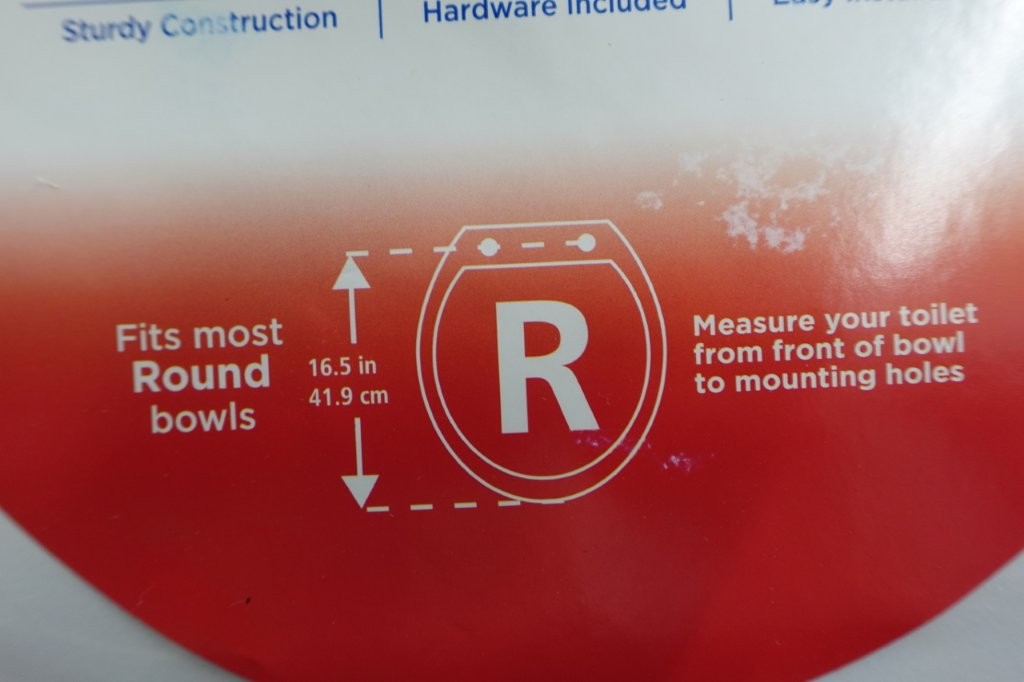 Sturdy Construction
Hardware Included
Easy
Fits most
Round
bowls
16.5 in
41.9 cm
R
Measure your toilet
from front of bowl
to mounting holes